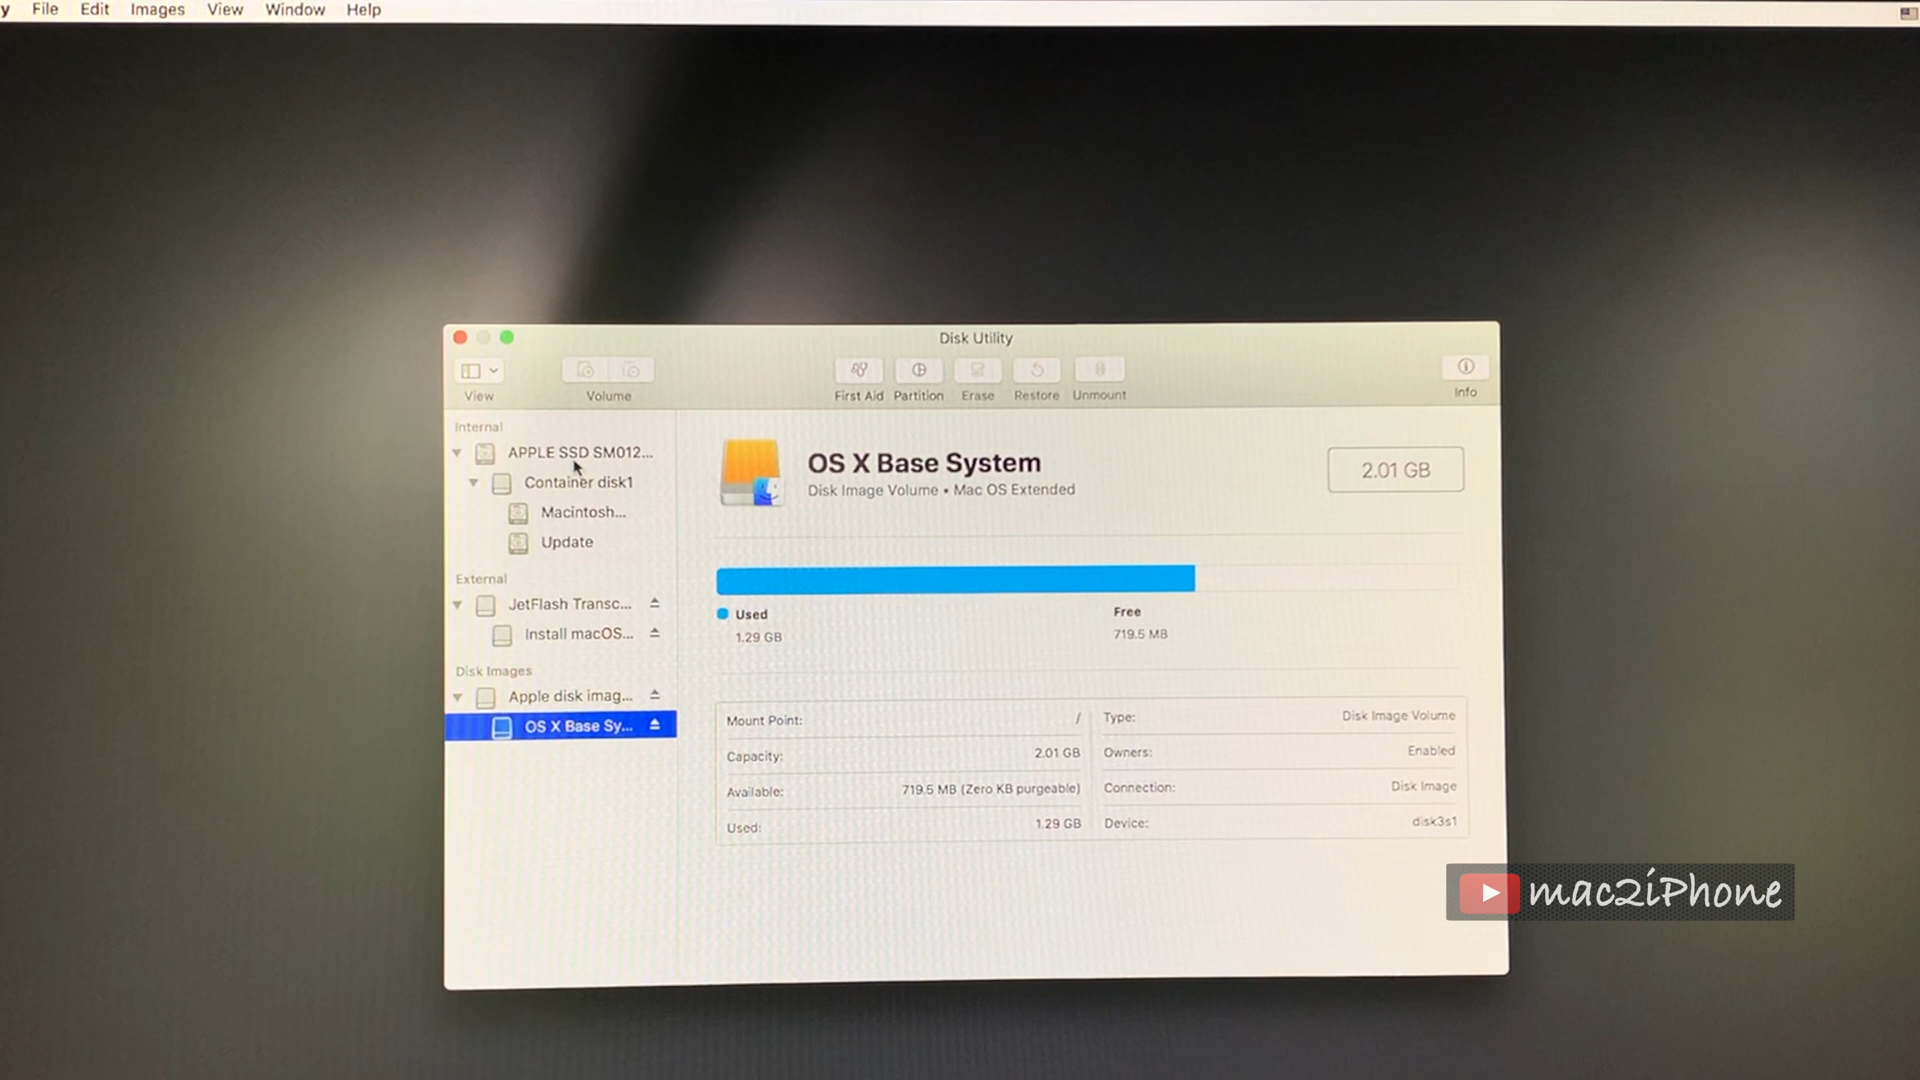 y File Edit Images View Window Help
Disk Utility
View Volume First Aid Partition Erase Restore Unmount Info
Internal
APPLE SSD SM012...
Container disk1
Macintosh...
Update
External
JetFlash Transc...
Install macOS...
Disk Images
Apple disk imag...
OS X Base Sy...
OS X Base System
Disk Image Volume • Mac OS Extended
2.01 GB
Used
1.29 GB
Free
719.5 MB
Mount Point: /
Capacity: 2.01 GB
Available: 719.5 MB (Zero KB purgeable)
Used: 1.29 GB
Type: Disk Image Volume
Owners: Enabled
Connection: Disk Image
Device: disk3s1
mac2iPhone